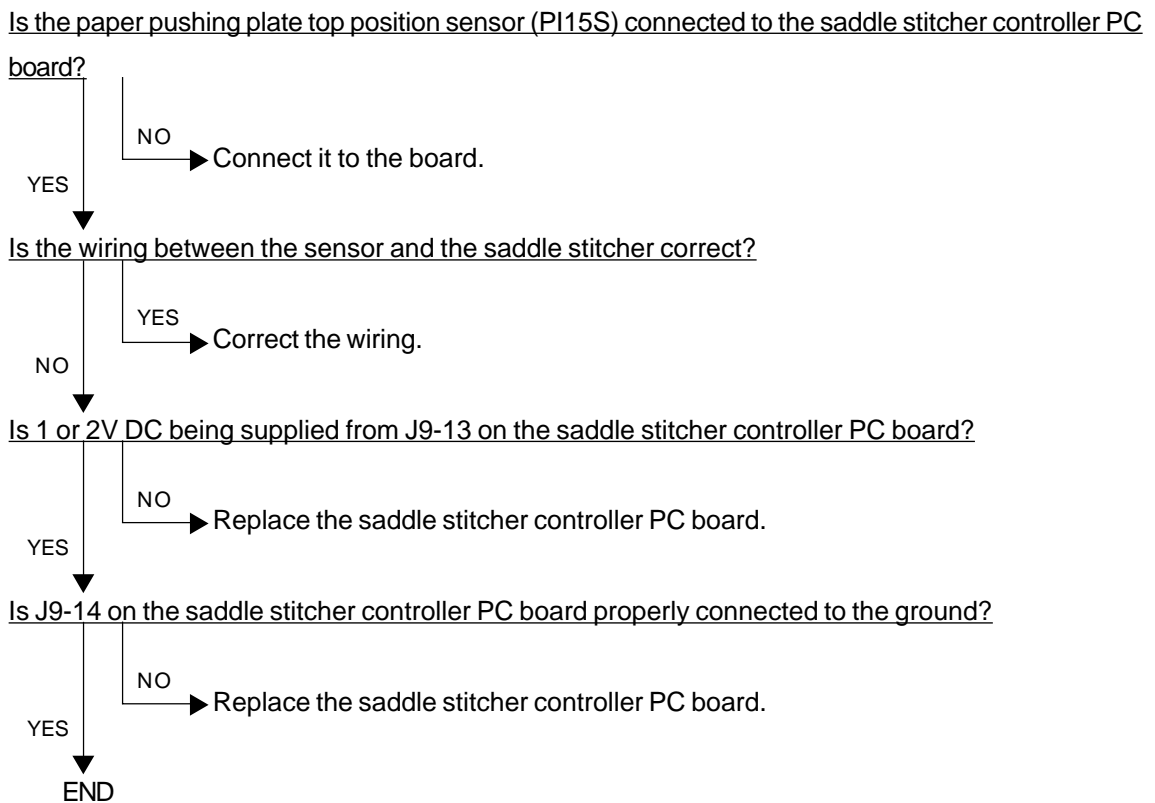 Is the paper pushing plate top position sensor (PI15S) connected to the saddle stitcher controller PC
board?
NO
Connect it to the board.
YES
Is the wiring between the sensor and the saddle stitcher correct?
YES
Correct the wiring.
NO
Is 1 or 2V DC being supplied from J9-13 on the saddle stitcher controller PC board?
NO
Replace the saddle stitcher controller PC board.
YES
Is J9-14 on the saddle stitcher controller PC board properly connected to the ground?
NO
Replace the saddle stitcher controller PC board.
YES
END